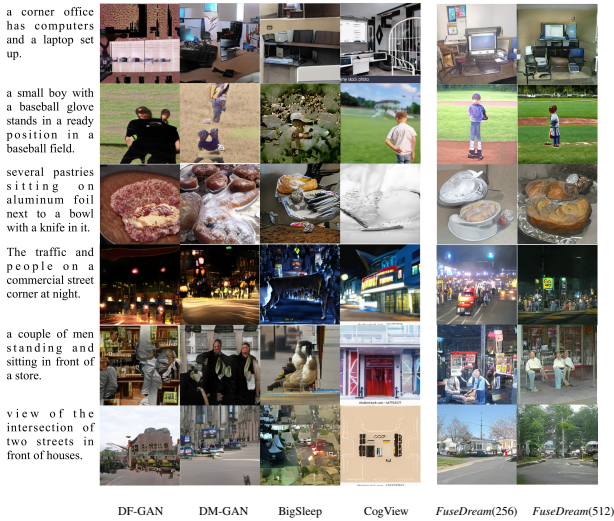 a corner office
has computers
and a laptop set
up.
a small boy with
a baseball glove
stands in a ready
position in a
baseball field.
several pastries
sitting on
aluminum foil
next to a bowl
with a knife in it.
The traffic and
people on a
commercial street
corner at night.
a couple of men
standing and
sitting in front of
a store.
view of the
intersection of
two streets in
front of houses.
DF-GAN DM-GAN BigSleep CogView FuseDream(256) FuseDream(512)